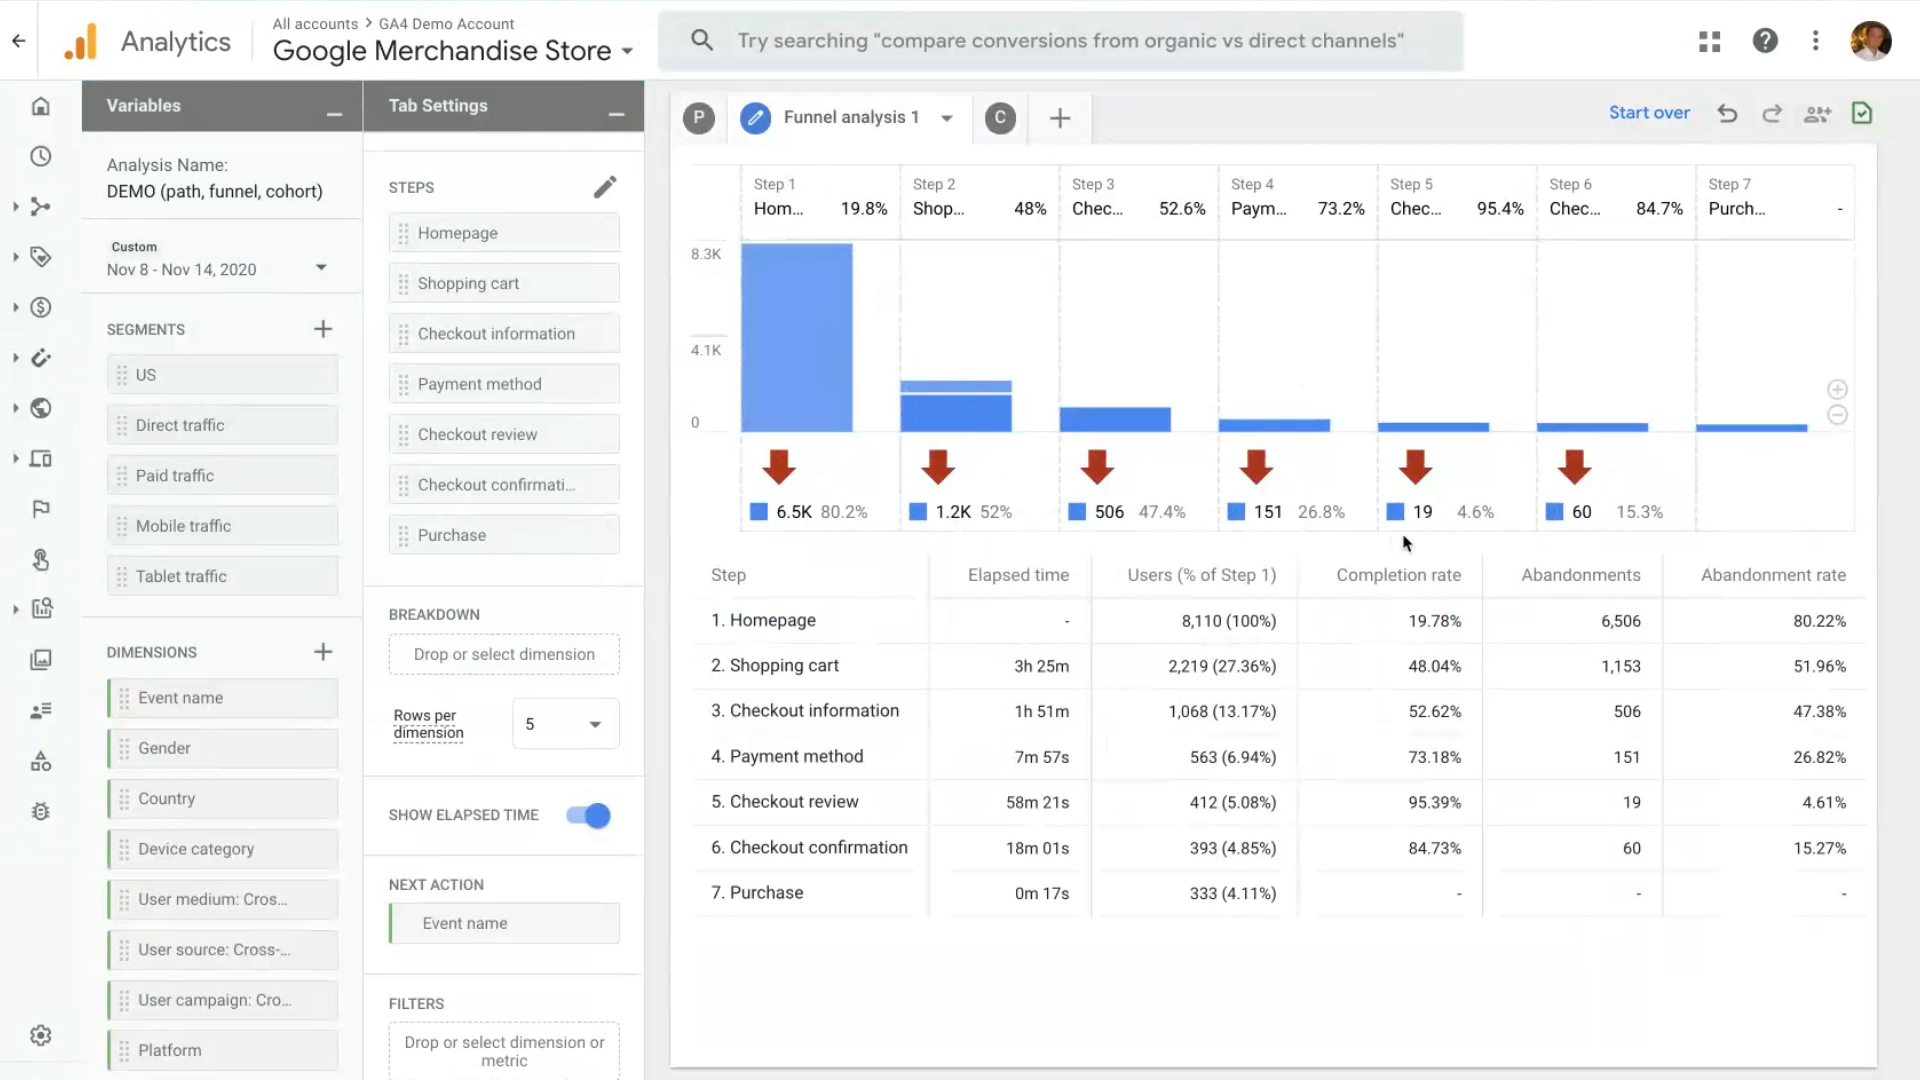 Analytics
All accounts > GA4 Demo Account
Google Merchandise Store
Try searching "compare conversions from organic vs direct channels"
Variables
Analysis Name:
DEMO (path, funnel, cohort)
Custom
Nov 8 - Nov 14, 2020
SEGMENTS
US
Direct traffic
Paid traffic
Mobile traffic
Tablet traffic
DIMENSIONS
Event name
Gender
Country
Device category
User medium: Cros...
User source: Cross-...
User campaign: Cro...
Platform
Tab Settings
STEPS
Homepage
Shopping cart
Checkout information
Payment method
Checkout review
Checkout confirmati...
Purchase
BREAKDOWN
Drop or select dimension
Rows per
dimension
5
SHOW ELAPSED TIME
NEXT ACTION
Event name
FILTERS
Drop or select dimension or
metric
P
Funnel analysis 1
C
Start over
Step 1 Step 2 Step 3 Step 4 Step 5 Step 6 Step 7
Hom... 19.8% Shop... 48% Chec... 52.6% Paym... 73.2% Chec... 95.4% Chec... 84.7% Purch... -
8.3K
4.1K
0
6.5K 80.2% 1.2K 52% 506 47.4% 151 26.8% 19 4.6% 60 15.3%
Step Elapsed time Users (% of Step 1) Completion rate Abandonments Abandonment rate
1. Homepage - 8,110 (100%) 19.78% 6,506 80.22%
2. Shopping cart 3h 25m 2,219 (27.36%) 48.04% 1,153 51.96%
3. Checkout information 1h 51m 1,068 (13.17%) 52.62% 506 47.38%
4. Payment method 7m 57s 563 (6.94%) 73.18% 151 26.82%
5. Checkout review 58m 21s 412 (5.08%) 95.39% 19 4.61%
6. Checkout confirmation 18m 01s 393 (4.85%) 84.73% 60 15.27%
7. Purchase 0m 17s 333 (4.11%) - - -